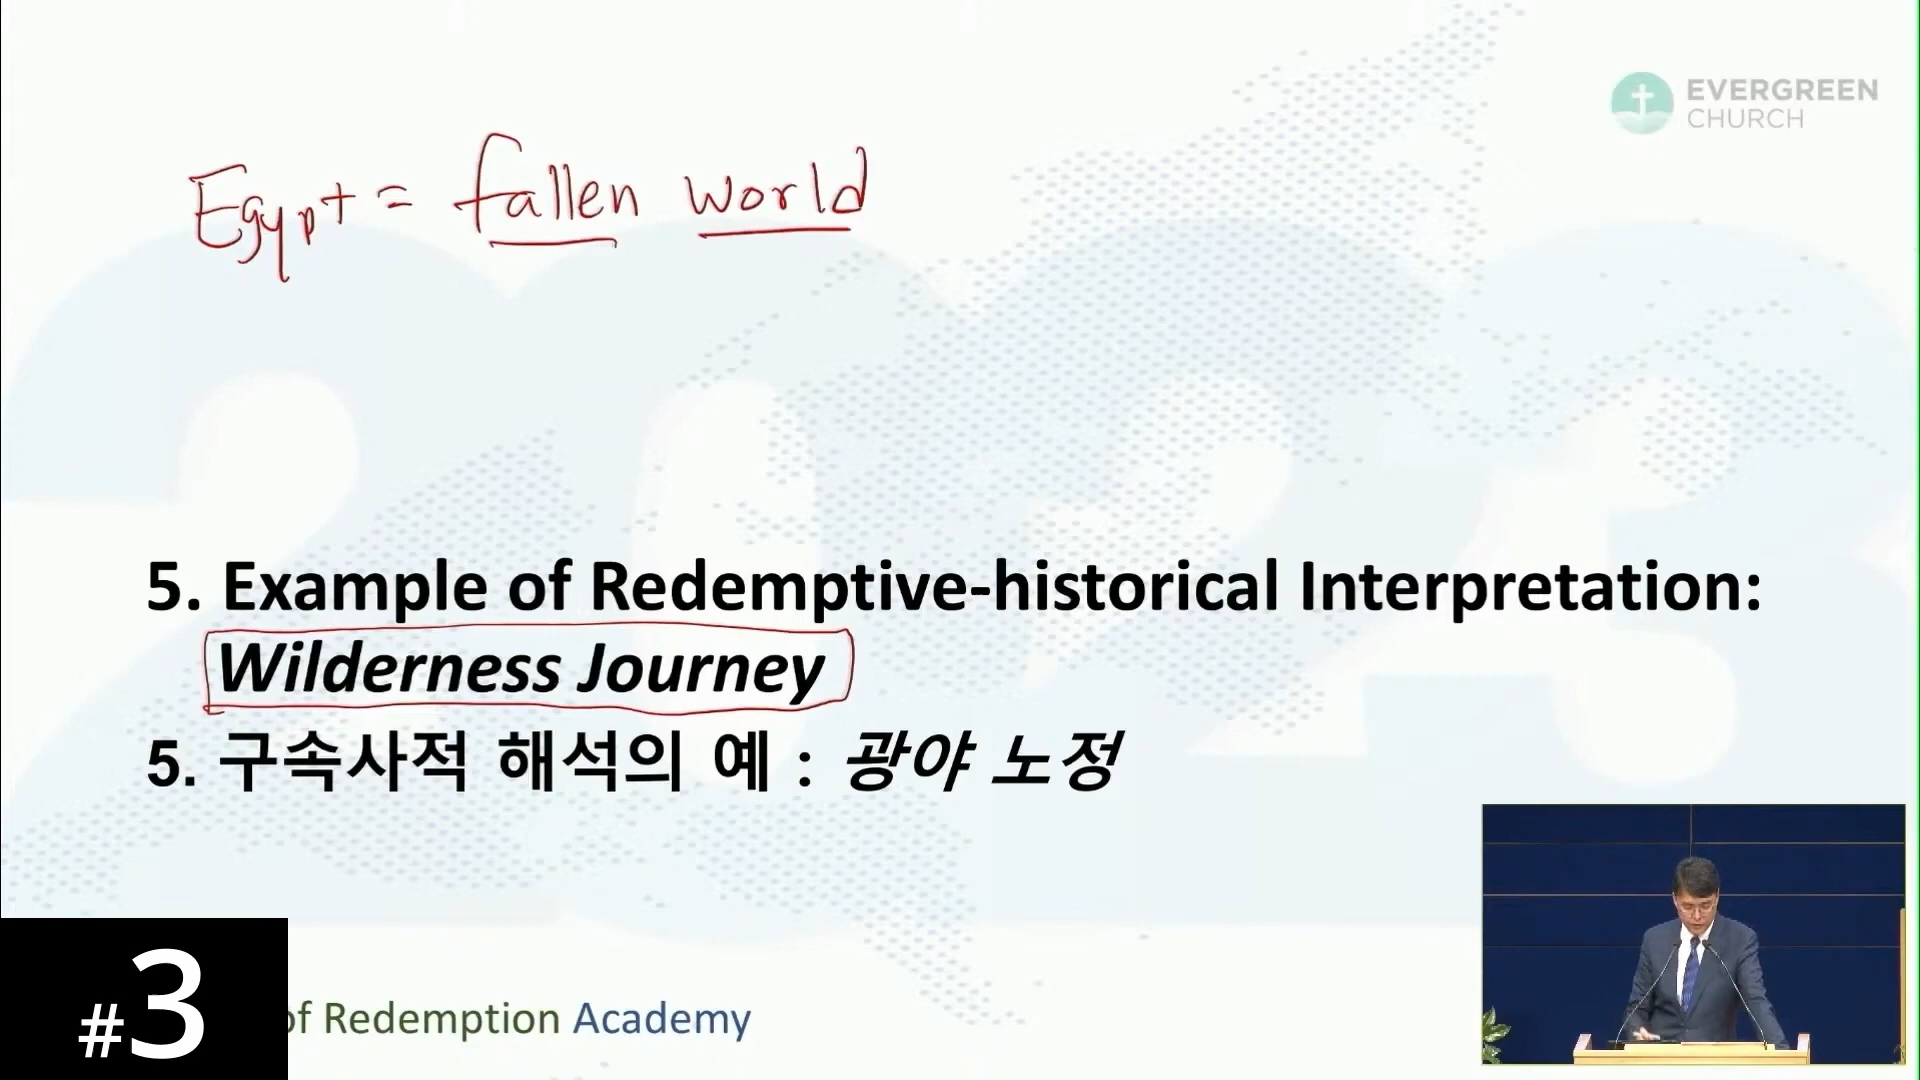 EVERGREEN
CHURCH
Egypt = fallen world
5. Example of Redemptive-historical Interpretation:
Wilderness Journey
5. 구속사적 해석의 예 : 광야 노정
#3
of Redemption Academy